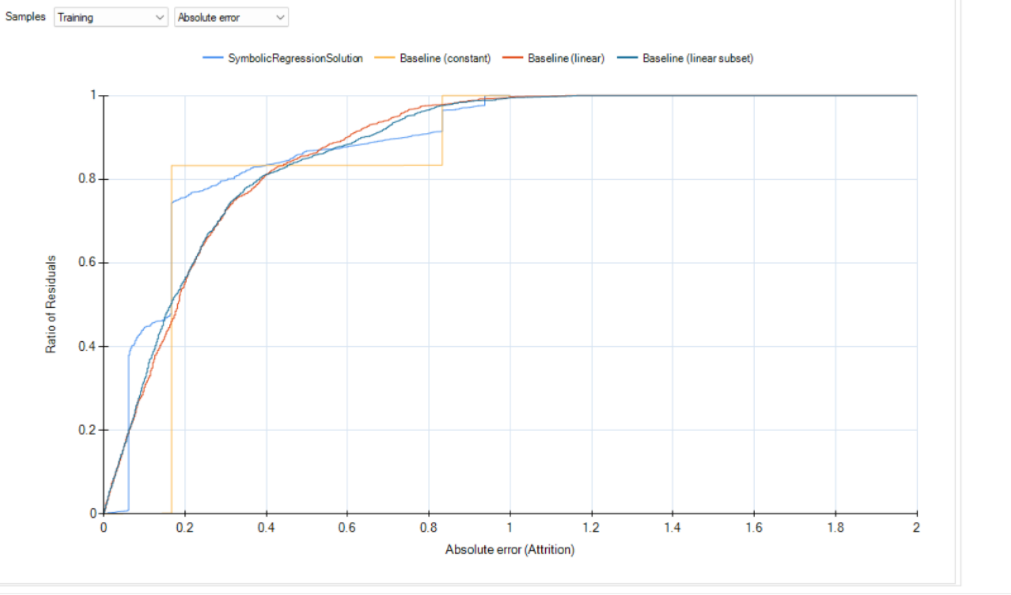 Samples Training Absolute error
SymbolicRegressionSolution Baseline (constant) Baseline (linear) Baseline (linear subset)
1
0.8
0.6
0.4
0.2
0
Ratio of Residuals
0 0.2 0.4 0.6 0.8 1 1.2 1.4 1.6 1.8 2
Absolute error (Attrition)